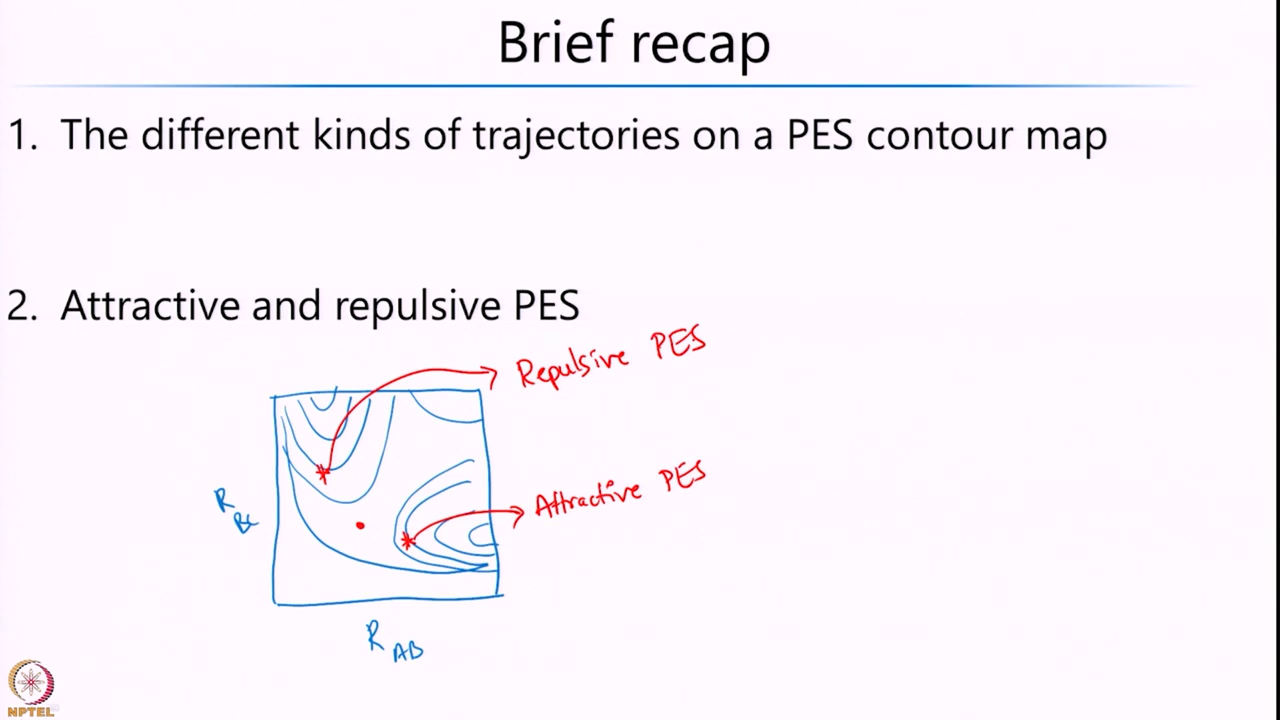 Brief recap
1. The different kinds of trajectories on a PES contour map
2. Attractive and repulsive PES
Repulsive PES
Attractive PES
R BC
R AB
NPTEL